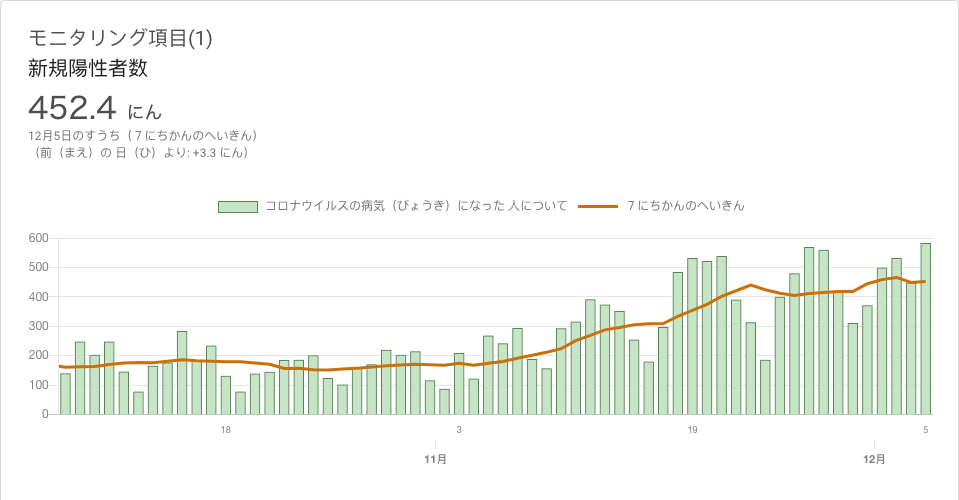 モニタリング項目(1)
新規陽性者数
452.4 にん
12月5日のすうち（７にちかんのへいきん）
（前（まえ）の 日（ひ）より: +3.3 にん）
コロナウイルスの病気（びょうき）になった 人について ７にちかんのへいきん
600
500
400
300
200
100
0
18 3 19 5
11月 12月